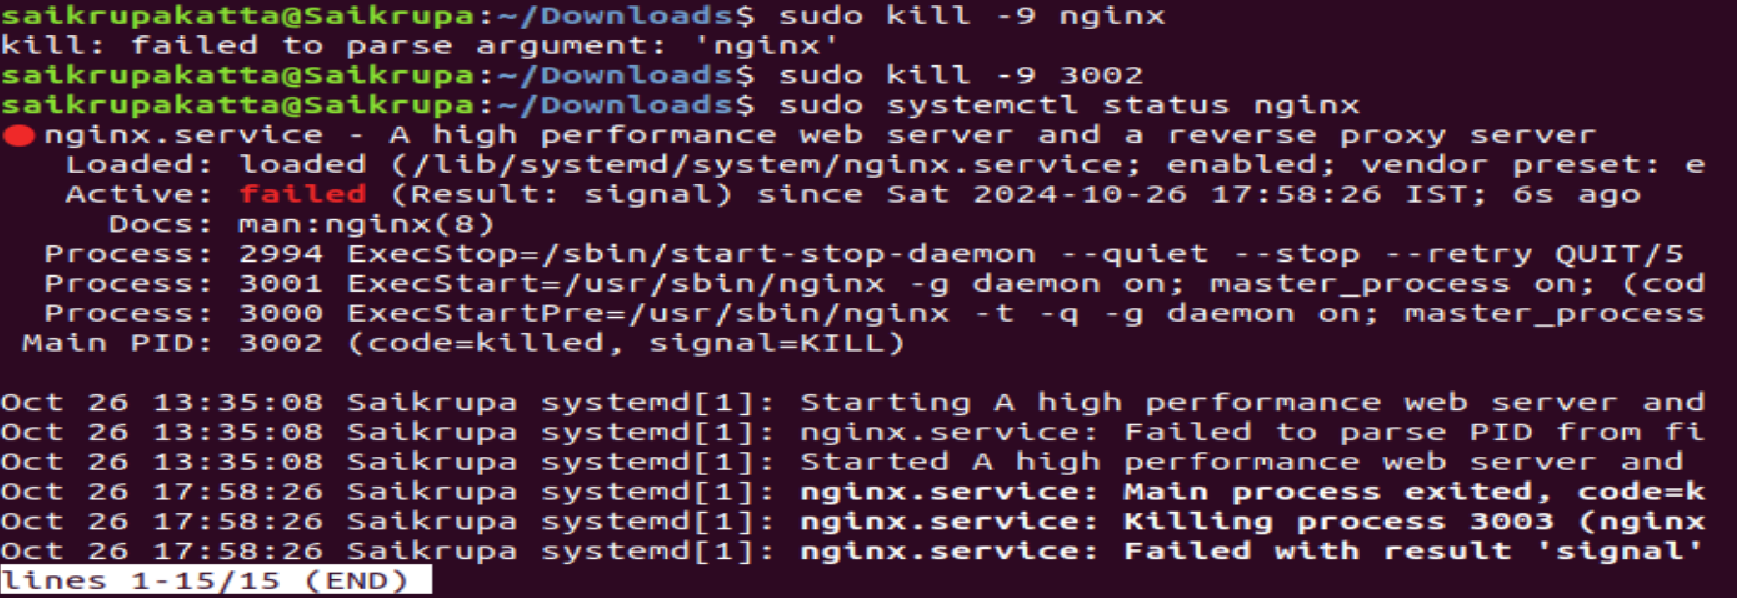 saikrupakatta@Saikrupa:~/Downloads$ sudo kill -9 nginx
kill: failed to parse argument: 'nginx'
saikrupakatta@Saikrupa:~/Downloads$ sudo kill -9 3002
saikrupakatta@Saikrupa:~/Downloads$ sudo systemctl status nginx
● nginx.service - A high performance web server and a reverse proxy server
   Loaded: loaded (/lib/systemd/system/nginx.service; enabled; vendor preset: e
   Active: failed (Result: signal) since Sat 2024-10-26 17:58:26 IST; 6s ago
     Docs: man:nginx(8)
  Process: 2994 ExecStop=/sbin/start-stop-daemon --quiet --stop --retry QUIT/5
  Process: 3001 ExecStart=/usr/sbin/nginx -g daemon on; master_process on; (cod
  Process: 3000 ExecStartPre=/usr/sbin/nginx -t -q -g daemon on; master_process
 Main PID: 3002 (code=killed, signal=KILL)

Oct 26 13:35:08 Saikrupa systemd[1]: Starting A high performance web server and
Oct 26 13:35:08 Saikrupa systemd[1]: nginx.service: Failed to parse PID from fi
Oct 26 13:35:08 Saikrupa systemd[1]: Started A high performance web server and
Oct 26 17:58:26 Saikrupa systemd[1]: nginx.service: Main process exited, code=k
Oct 26 17:58:26 Saikrupa systemd[1]: nginx.service: Killing process 3003 (nginx
Oct 26 17:58:26 Saikrupa systemd[1]: nginx.service: Failed with result 'signal'
lines 1-15/15 (END)